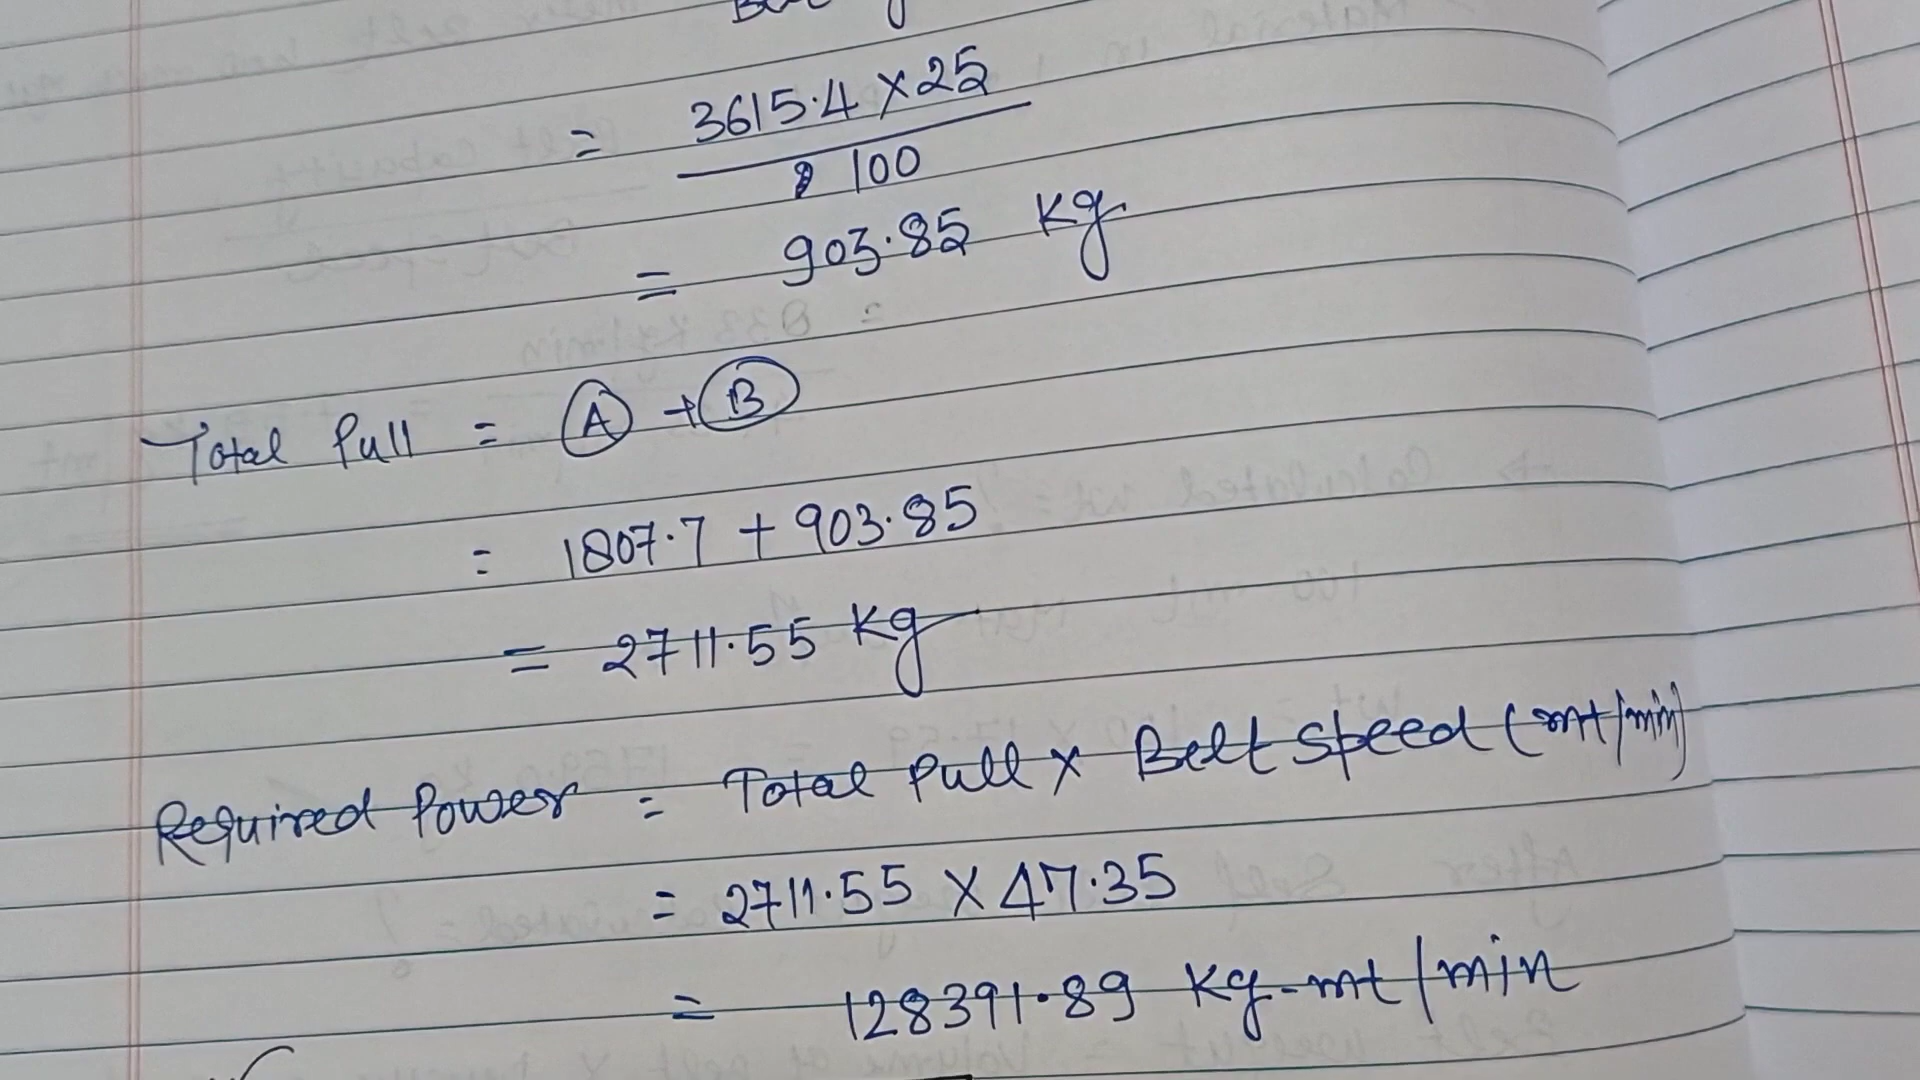 = 3615.4 x 25
100
= 903.85 Kg
Total Pull = A + B
= 1807.7 + 903.85
= 2711.55 Kg
Required Power = Total Pull x Belt Speed (mt/min)
= 2711.55 x 47.35
= 128391.89 Kg-mt/min